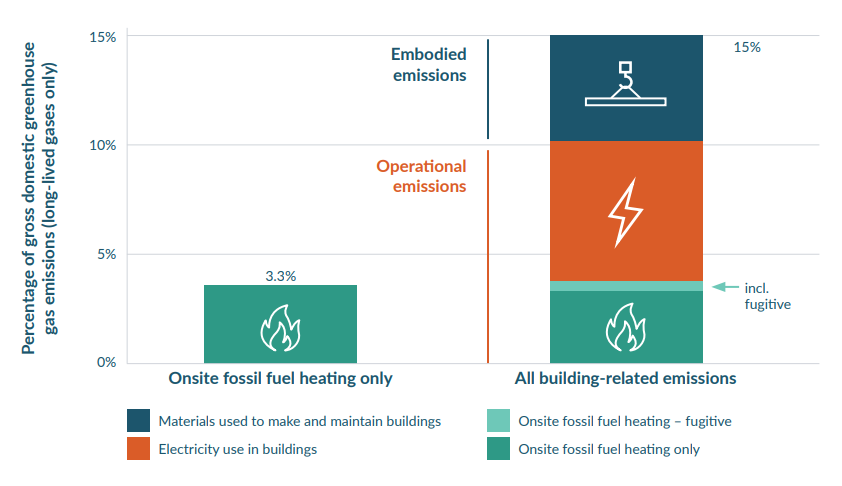 Percentage of gross domestic greenhouse
gas emissions (long-lived gases only)
15%
10%
5%
0%
Embodied
emissions
Operational
emissions
15%
3.3%
incl.
fugitive
Onsite fossil fuel heating only
All building-related emissions
Materials used to make and maintain buildings
Electricity use in buildings
Onsite fossil fuel heating – fugitive
Onsite fossil fuel heating only